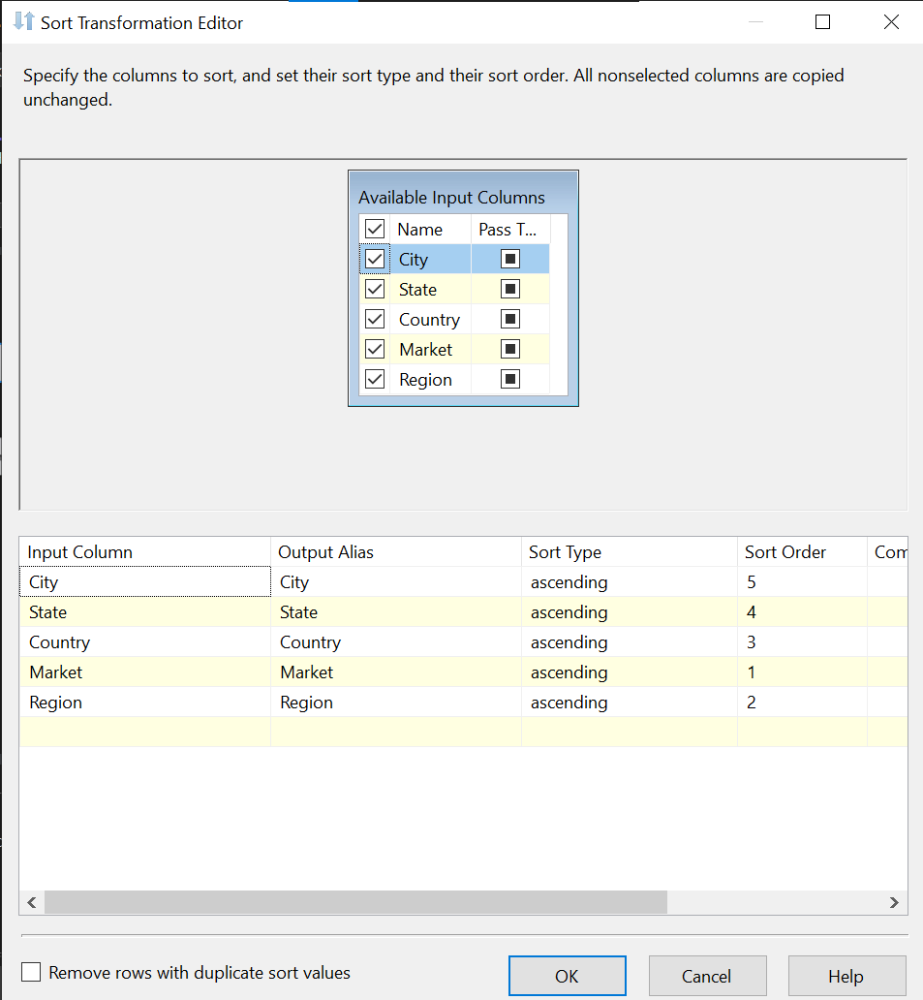 Sort Transformation Editor
Specify the columns to sort, and set their sort type and their sort order. All nonselected columns are copied
unchanged.
Available Input Columns
Name Pass T...
City
State
Country
Market
Region
Input Column Output Alias Sort Type Sort Order Com
City City ascending 5
State State ascending 4
Country Country ascending 3
Market Market ascending 1
Region Region ascending 2
Remove rows with duplicate sort values OK Cancel Help